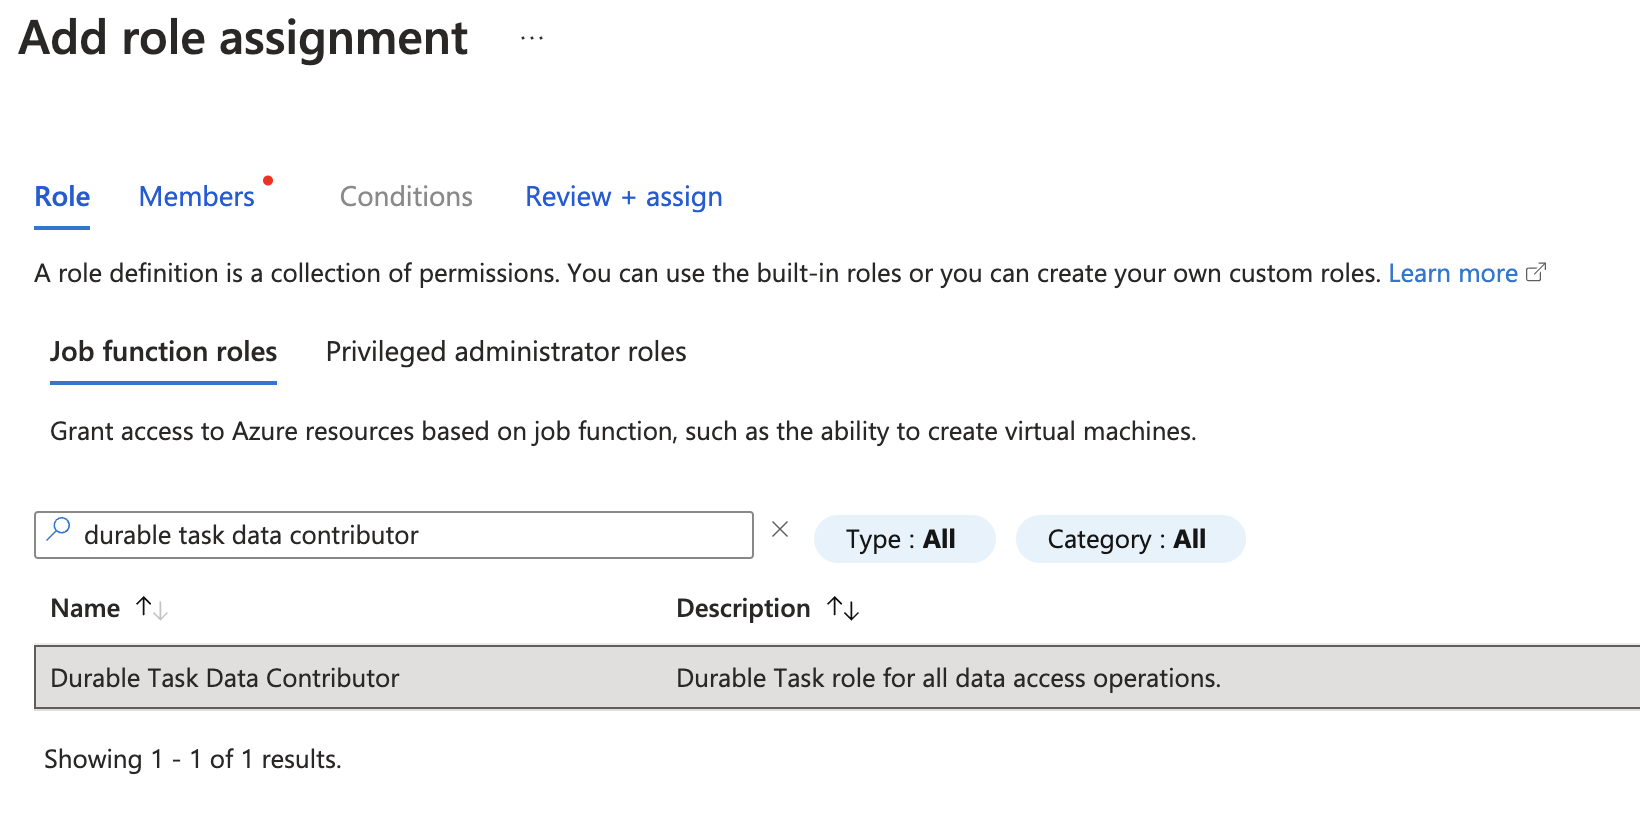 Add role assignment ...
Role Members Conditions Review + assign
A role definition is a collection of permissions. You can use the built-in roles or you can create your own custom roles. Learn more
Job function roles Privileged administrator roles
Grant access to Azure resources based on job function, such as the ability to create virtual machines.
durable task data contributor Type : All Category : All
Name ↑↓ Description ↑↓
Durable Task Data Contributor Durable Task role for all data access operations.
Showing 1 - 1 of 1 results.